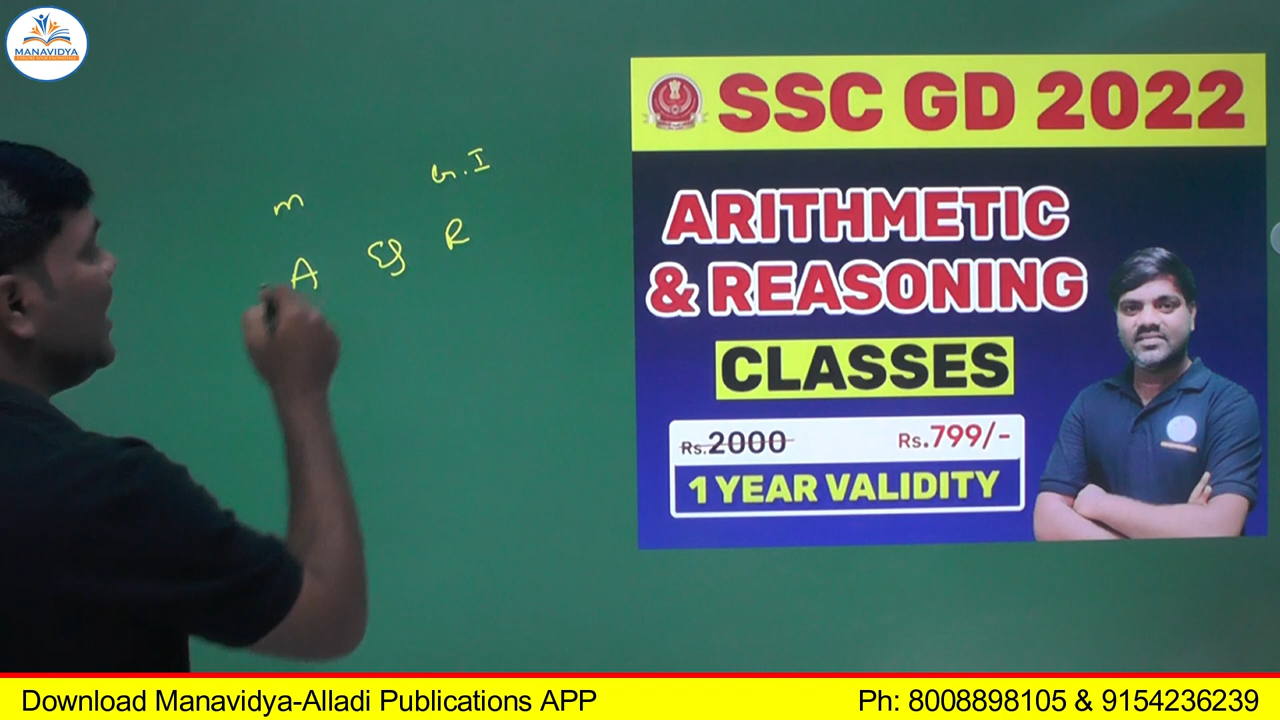 MANAVIDYA
m
G.I
A & R
SSC GD 2022
ARITHMETIC
& REASONING
CLASSES
Rs.2000 Rs.799/-
1 YEAR VALIDITY
Download Manavidya-Alladi Publications APP
Ph: 8008898105 & 9154236239